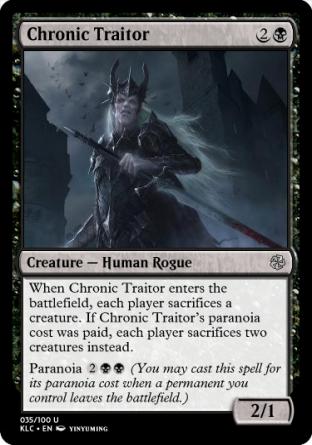 Chronic Traitor 2
When Chronic Traitor enters the
battlefield, each player sacrifices a
creature. If Chronic Traitor's paranoia
cost was paid, each player sacrifices two
creatures instead.
Paranoia 2 (You may cast this spell for
its paranoia cost when a permanent you
control leaves the battlefield.)
Creature — Human Rogue
2/1
035/100 U
KLC • EN YINYUMING